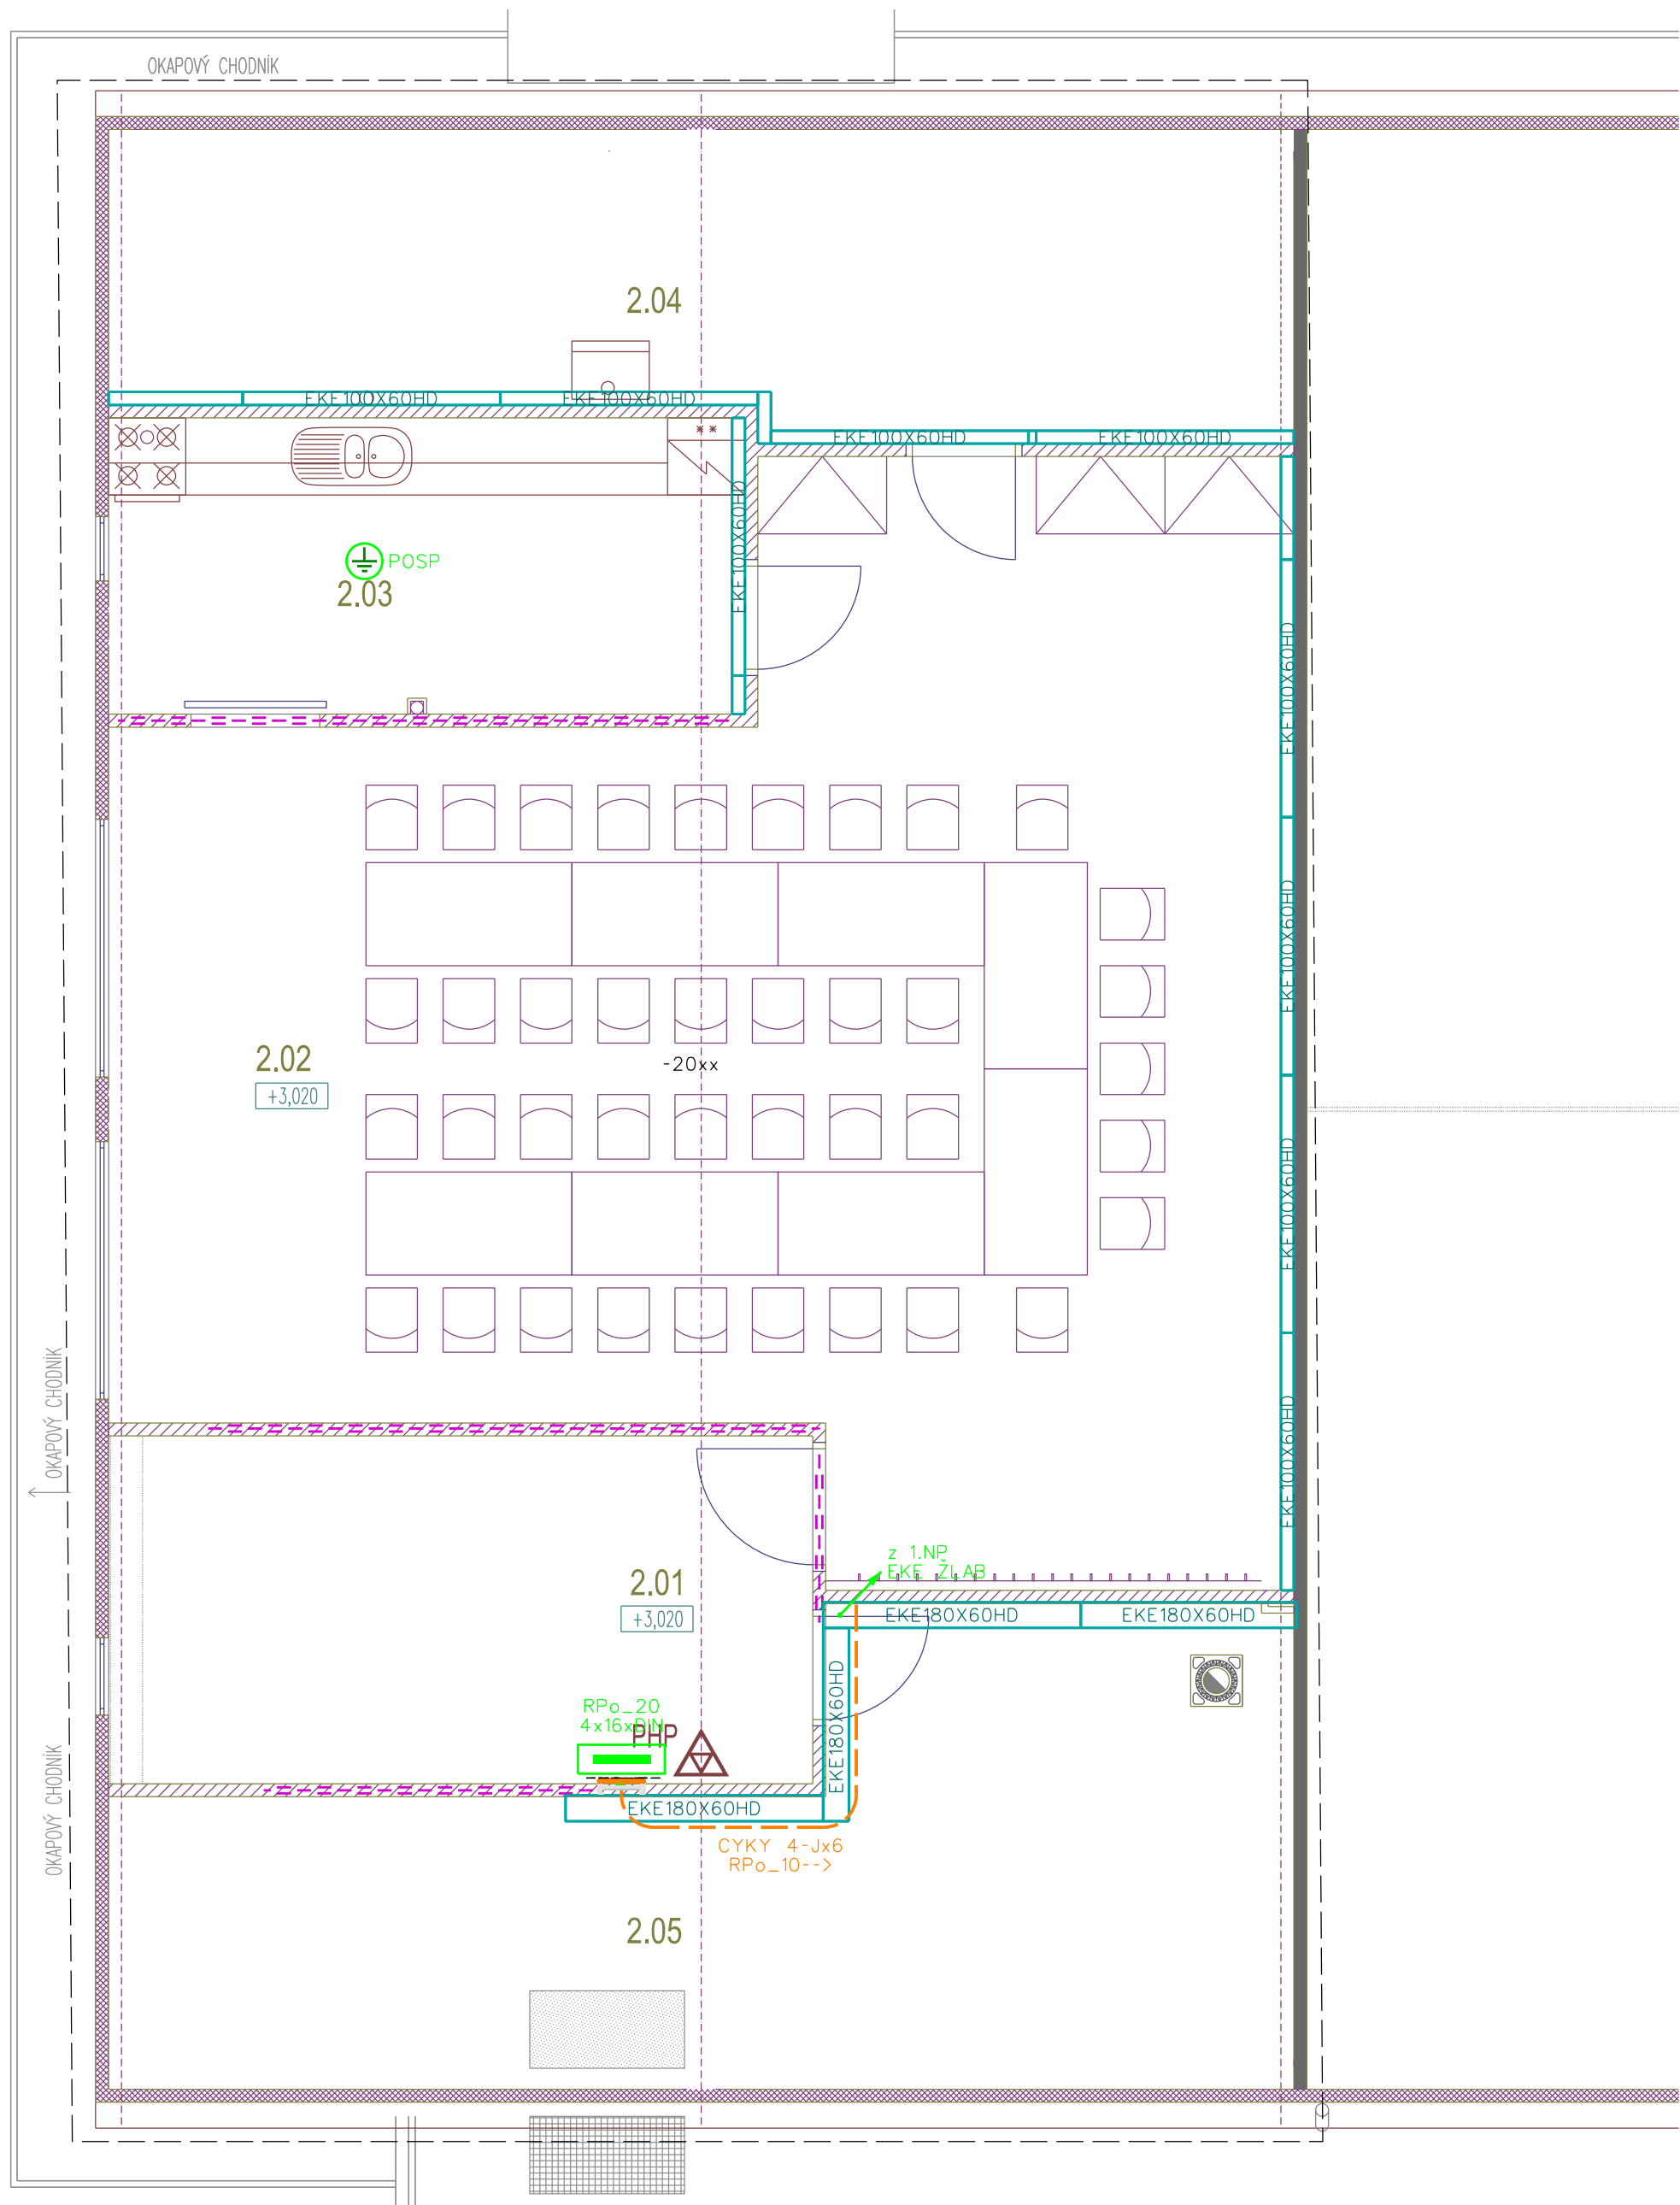 OKAPOVÝ CHODNÍK
2.04
EKE100X60HD
EKE100X60HD
EKE100X60HD
EKE100X60HD
EKE100X60HD
POSP
2.03
EKE100X60HD
EKE100X60HD
2.02
+3,020
-20xx
EKE100X60HD
OKAPOVÝ CHODNÍK
EKE100X60HD
z 1.NP
EKE ŽLAB
2.01
+3,020
EKE180X60HD
EKE180X60HD
EKE180X60HD
RPo_20
4x16xDIN
PHP
EKE180X60HD
OKAPOVÝ CHODNÍK
CYKY 4-Jx6
RPo_10-->
2.05